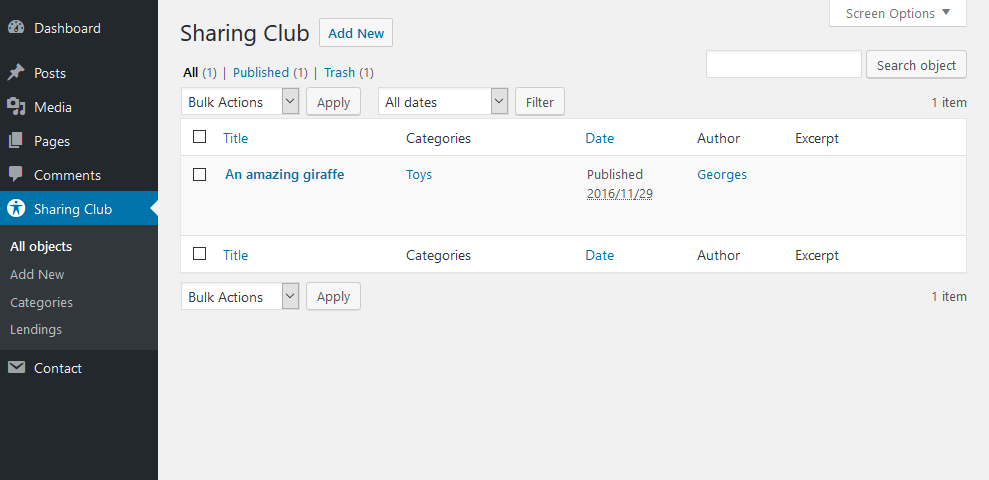 Screen Options
Dashboard
Posts
Media
Pages
Comments
Sharing Club
All objects
Add New
Categories
Lendings
Contact
Sharing Club Add New
All (1) | Published (1) | Trash (1)
Search object
Bulk Actions Apply All dates Filter 1 item
Title Categories Date Author Excerpt
An amazing giraffe Toys Published Georges
2016/11/29
Title Categories Date Author Excerpt
Bulk Actions Apply 1 item